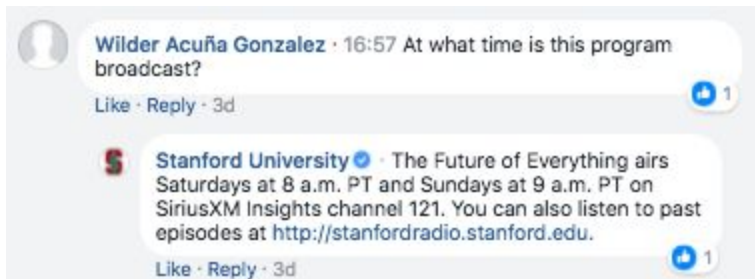 Wilder Acuña Gonzalez · 16:57 At what time is this program
broadcast?
1
Like · Reply · 3d
S
Stanford University · The Future of Everything airs
Saturdays at 8 a.m. PT and Sundays at 9 a.m. PT on
SiriusXM Insights channel 121. You can also listen to past
episodes at http://stanfordradio.stanford.edu.
1
Like · Reply · 3d